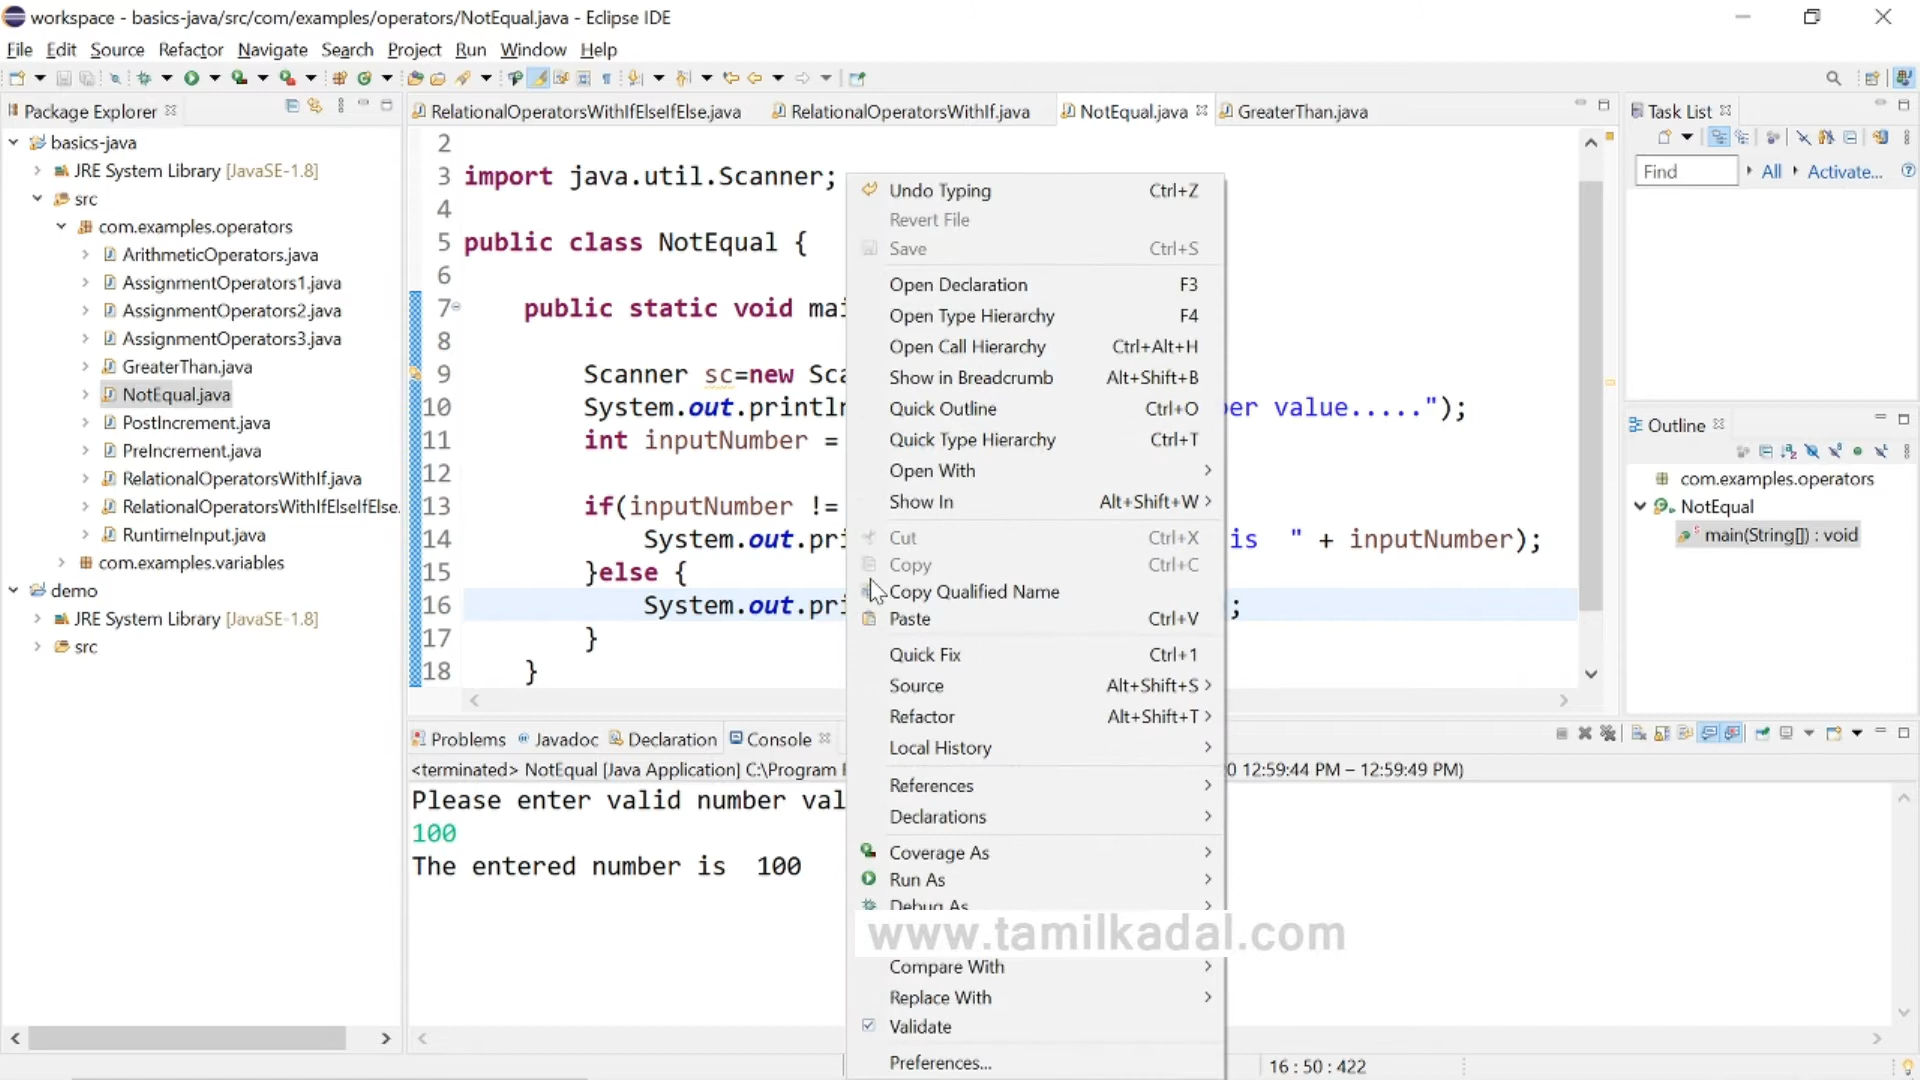 workspace - basics-java/src/com/examples/operators/NotEqual.java - Eclipse IDE
File Edit Source Refactor Navigate Search Project Run Window Help
Package Explorer
basics-java
JRE System Library [JavaSE-1.8]
src
com.examples.operators
ArithmeticOperators.java
AssignmentOperators1.java
AssignmentOperators2.java
AssignmentOperators3.java
GreaterThan.java
NotEqual.java
PostIncrement.java
PreIncrement.java
RelationalOperatorsWithIf.java
RelationalOperatorsWithIfElseIfElse.
RuntimeInput.java
com.examples.variables
demo
JRE System Library [JavaSE-1.8]
src
RelationalOperatorsWithIfElseIfElse.java RelationalOperatorsWithIf.java NotEqual.java GreaterThan.java
2
3 import java.util.Scanner;
4
5 public class NotEqual {
6
7 public static void mai
8
9 Scanner sc=new Sca
10 System.out.println er value.....");
11 int inputNumber =
12
13 if(inputNumber !=
14 System.out.pri is " + inputNumber);
15 }else {
16 System.out.pri ;
17 }
18 }
Undo Typing Ctrl+Z
Revert File
Save Ctrl+S
Open Declaration F3
Open Type Hierarchy F4
Open Call Hierarchy Ctrl+Alt+H
Show in Breadcrumb Alt+Shift+B
Quick Outline Ctrl+O
Quick Type Hierarchy Ctrl+T
Open With
Show In Alt+Shift+W
Cut Ctrl+X
Copy Ctrl+C
Copy Qualified Name
Paste Ctrl+V
Quick Fix Ctrl+1
Source Alt+Shift+S
Refactor Alt+Shift+T
Local History
References
Declarations
Coverage As
Run As
Debug As
www.tamilkadal.com
Compare With
Replace With
Validate
Preferences...
Problems Javadoc Declaration Console
<terminated> NotEqual [Java Application] C:\Program F 0 12:59:44 PM – 12:59:49 PM)
Please enter valid number val
100
The entered number is 100
Task List
Find All Activate...
Outline
com.examples.operators
NotEqual
main(String[]) : void
16 : 50 : 422